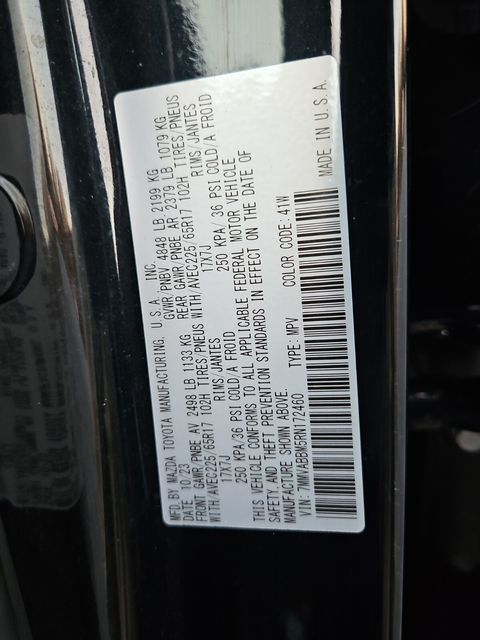 MFD. BY MAZDA TOYOTA MANUFACTURING, U.S.A., INC.
DATE 10/23 GVWR/PNBV 4848 LB 2199 KG
FRONT GAWR/PNBE AV 2498 LB 1133 KG REAR GAWR/PNBE AR 2379 LB 1079 KG
WITH/AVEC225/65R17 102H TIRES/PNEUS WITH/AVEC225/65R17 102H TIRES/PNEUS
17X7J RIMS/JANTES 17X7J RIMS/JANTES
250 KPA/36 PSI COLD/A FROID 250 KPA/36 PSI COLD/A FROID
THIS VEHICLE CONFORMS TO ALL APPLICABLE FEDERAL MOTOR VEHICLE
SAFETY, AND THEFT PREVENTION STANDARDS IN EFFECT ON THE DATE OF
MANUFACTURE SHOWN ABOVE.
VIN: 7MMVABBN5RN172460 TYPE: MPV COLOR CODE: 41W
MADE IN U.S.A.